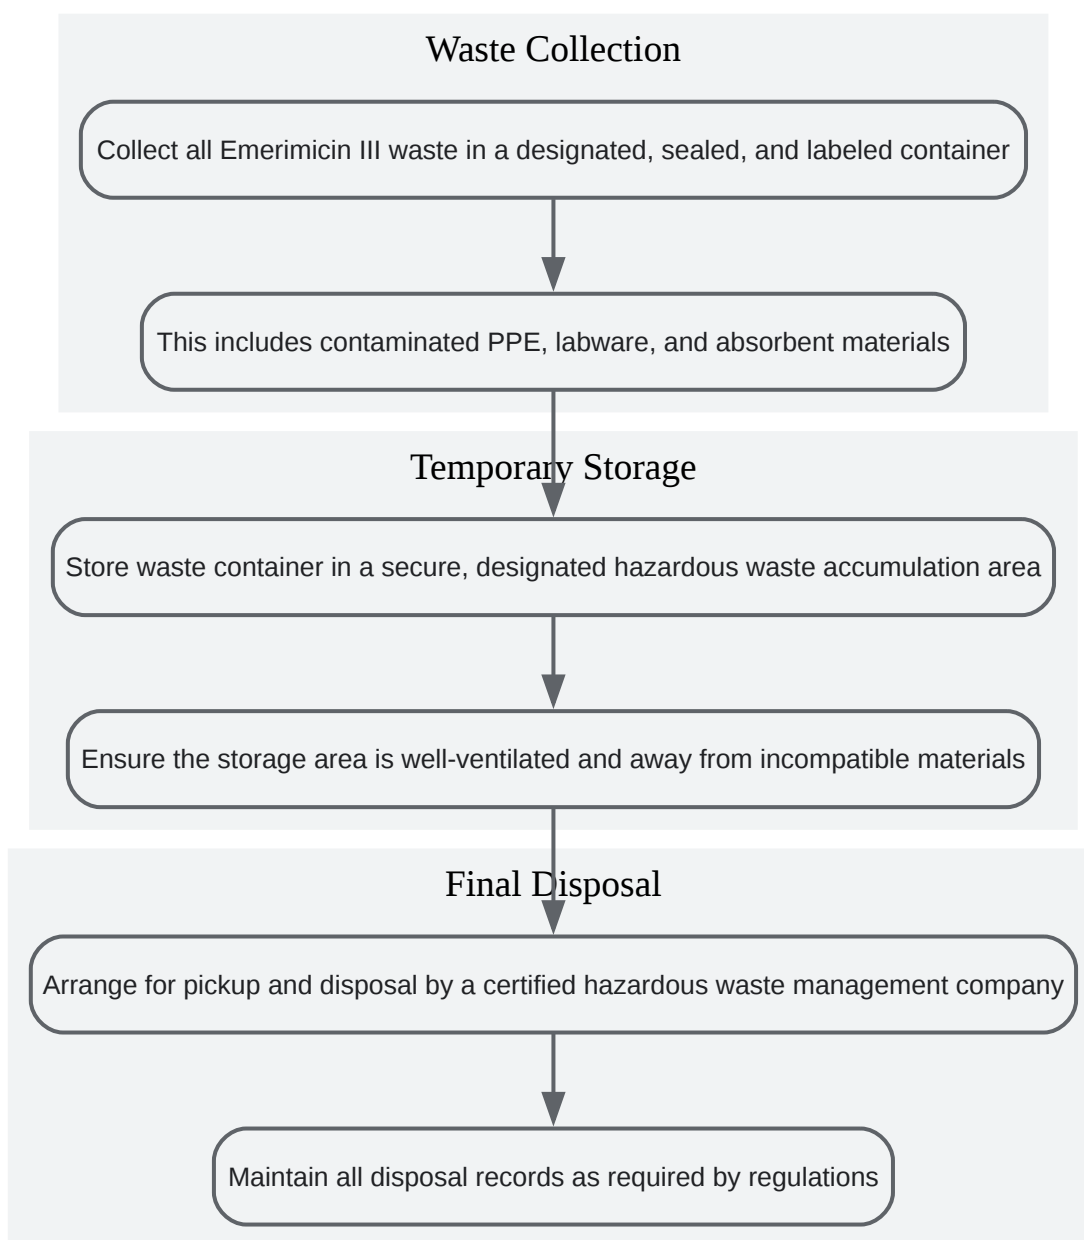 Waste Collection
Collect all Emerimicin III waste in a designated, sealed, and labeled container
This includes contaminated PPE, labware, and absorbent materials
Temporary Storage
Store waste container in a secure, designated hazardous waste accumulation area
Ensure the storage area is well-ventilated and away from incompatible materials
Final Disposal
Arrange for pickup and disposal by a certified hazardous waste management company
Maintain all disposal records as required by regulations